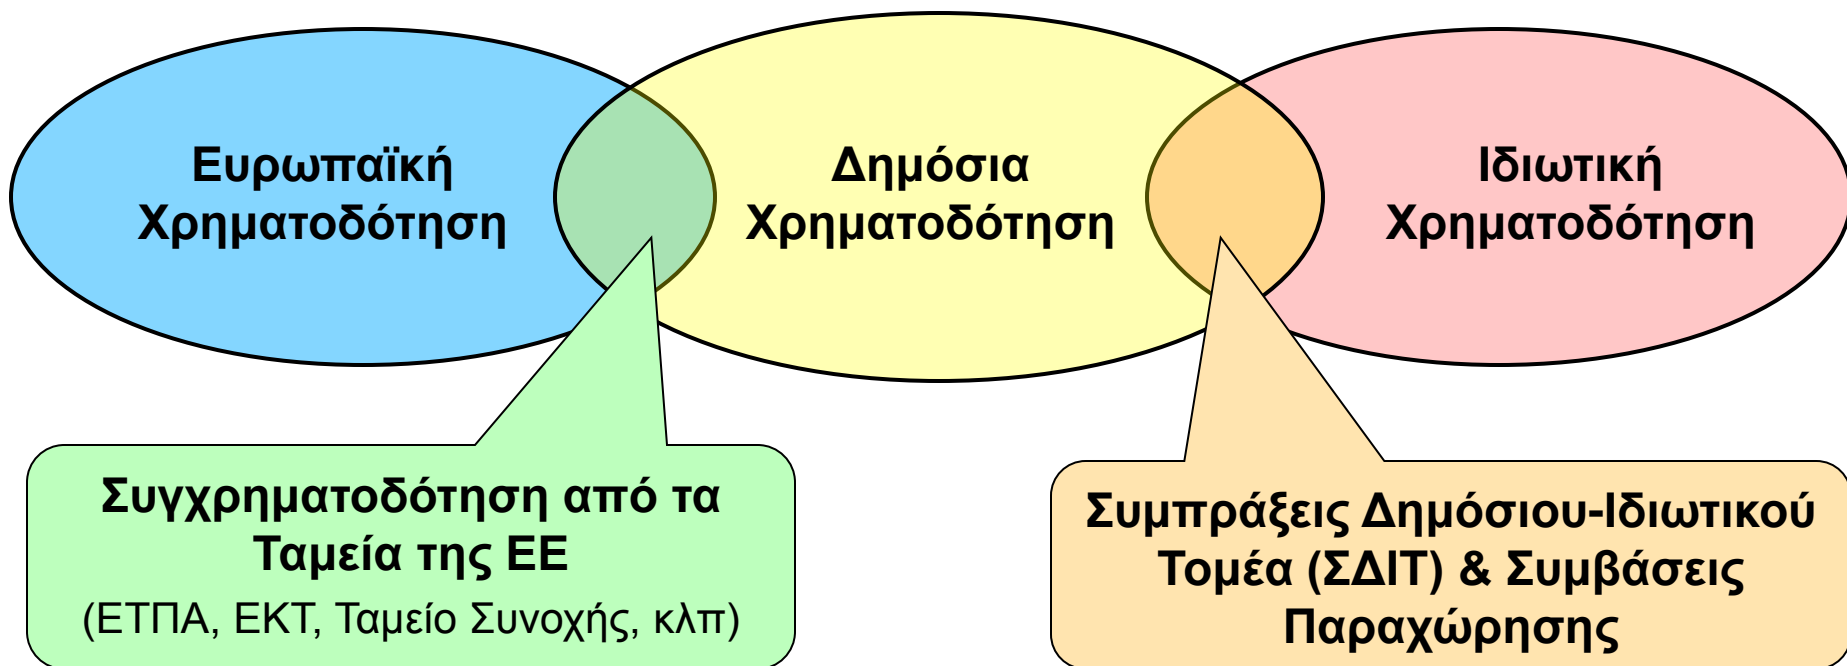 Ευρωπαϊκή
Χρηματοδότηση
Δημόσια
Χρηματοδότηση
Ιδιωτική
Χρηματοδότηση
Συγχρηματοδότηση από τα
Ταμεία της ΕΕ
(ΕΤΠΑ, ΕΚΤ, Ταμείο Συνοχής, κλπ)
Συμπράξεις Δημόσιου-Ιδιωτικού
Τομέα (ΣΔΙΤ) & Συμβάσεις
Παραχώρησης